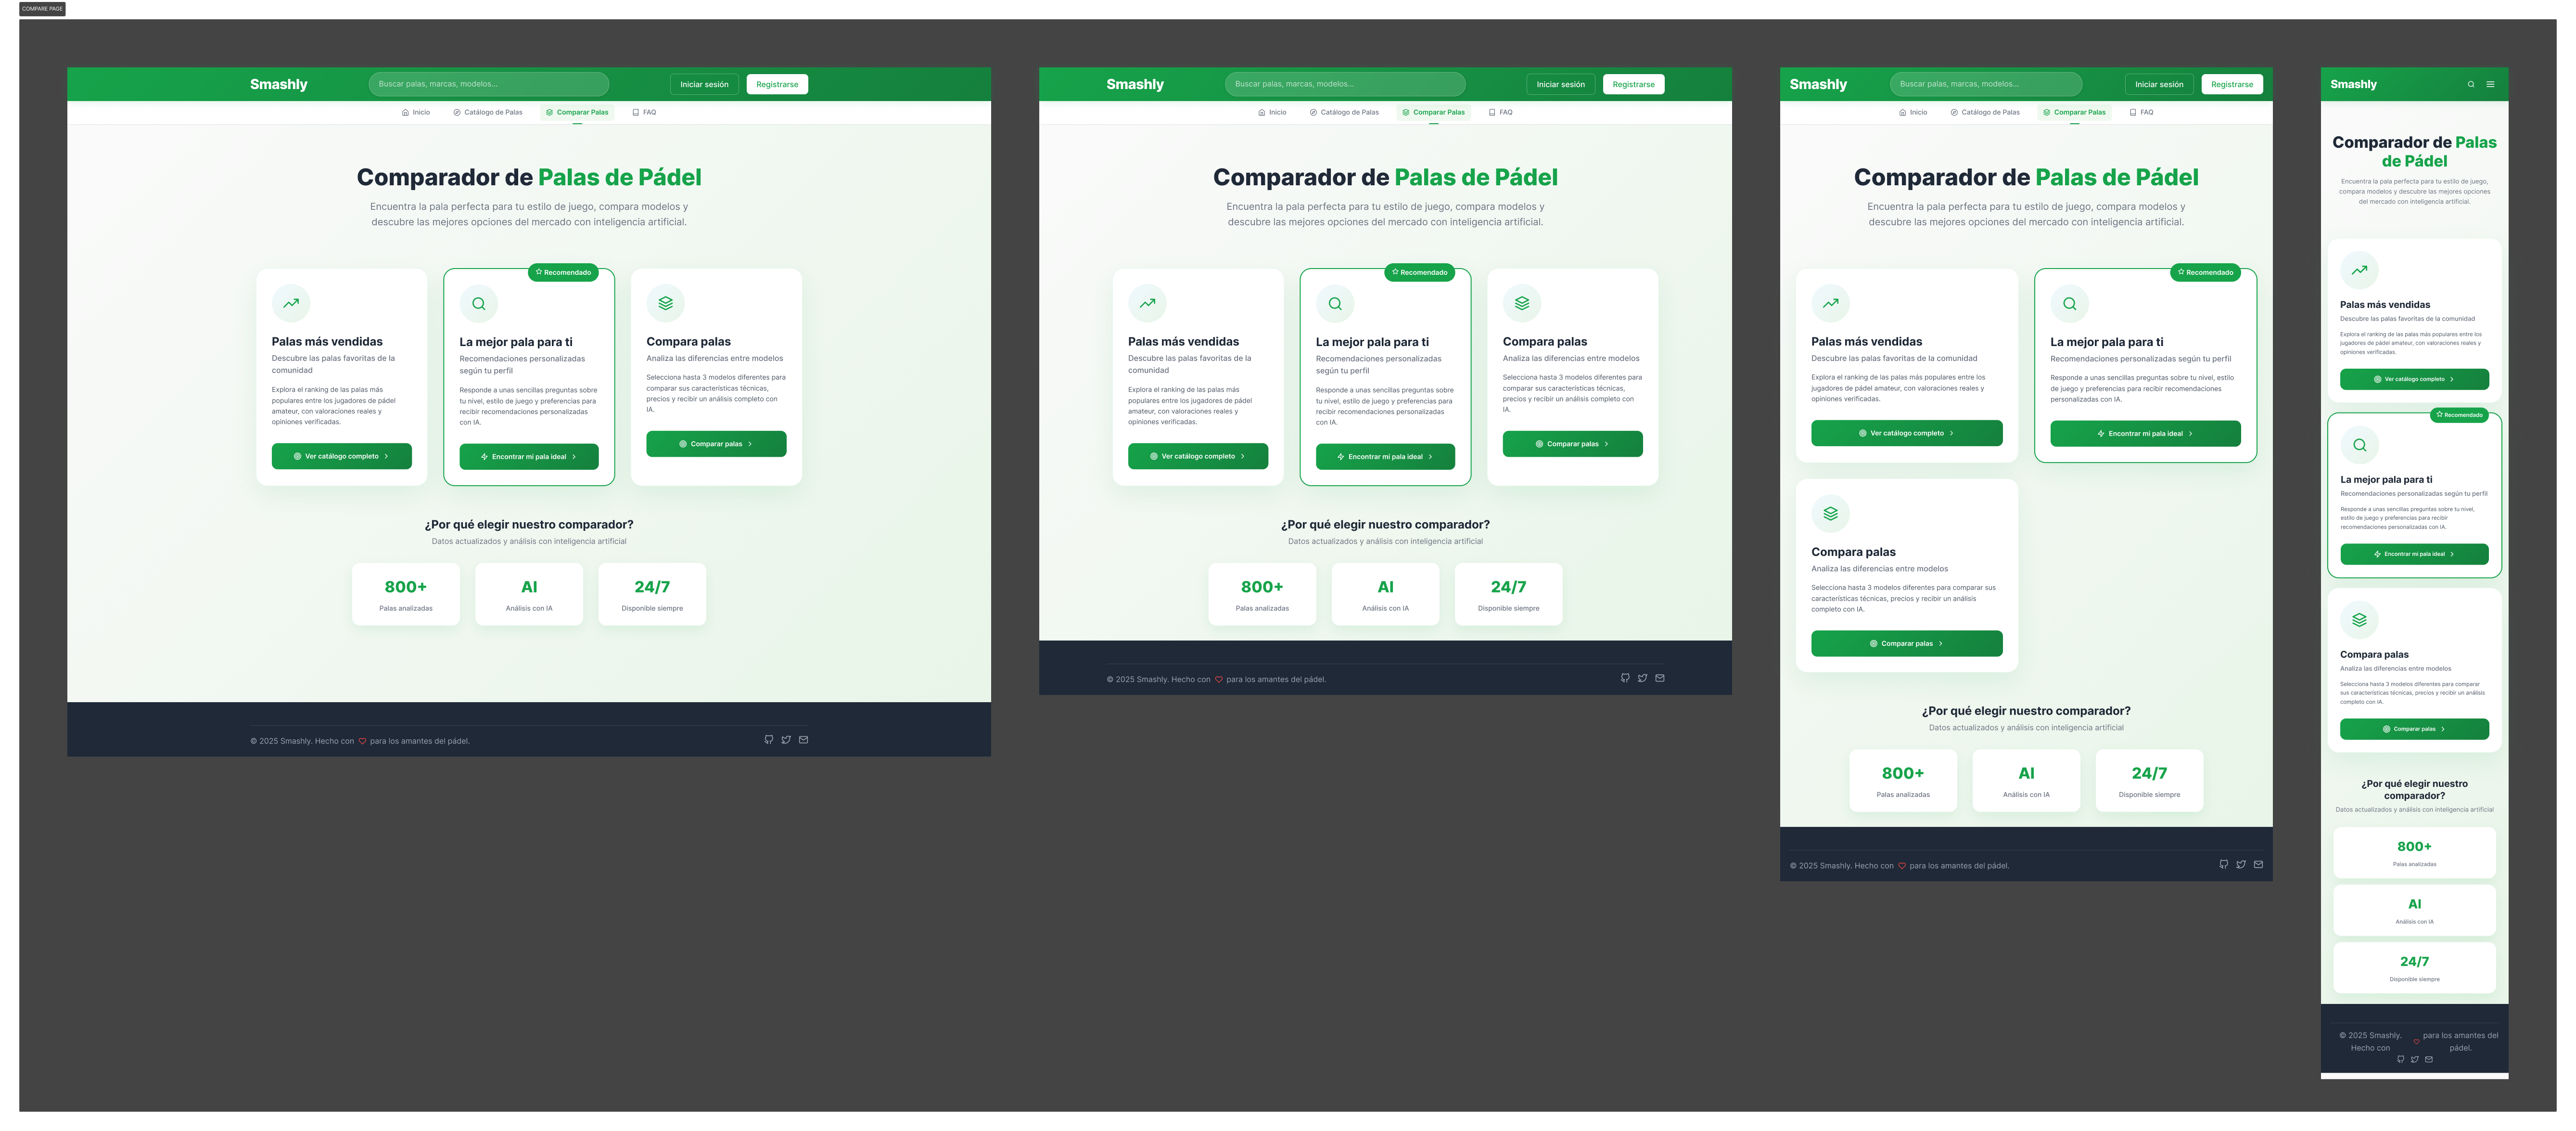 COMPARE PAGE
Smashly
Buscar palas, marcas, modelos...
Iniciar sesión
Registrarse
Inicio
Catálogo de Palas
Comparar Palas
FAQ
Comparador de Palas de Pádel
Encuentra la pala perfecta para tu estilo de juego, compara modelos y
descubre las mejores opciones del mercado con inteligencia artificial.
Palas más vendidas
Descubre las palas favoritas de la
comunidad
Explora el ranking de las palas más
populares entre los jugadores de pádel
amateur, con valoraciones reales y
opiniones verificadas.
Ver catálogo completo
Recomendado
La mejor pala para ti
Recomendaciones personalizadas
según tu perfil
Responde a unas sencillas preguntas sobre
tu nivel, estilo de juego y preferencias para
recibir recomendaciones personalizadas
con IA.
Encontrar mi pala ideal
Compara palas
Analiza las diferencias entre modelos
Selecciona hasta 3 modelos diferentes para
comparar sus características técnicas,
precios y recibir un análisis completo con
IA.
Comparar palas
¿Por qué elegir nuestro comparador?
Datos actualizados y análisis con inteligencia artificial
800+
Palas analizadas
AI
Análisis con IA
24/7
Disponible siempre
© 2025 Smashly. Hecho con para los amantes del pádel.
Smashly
Buscar palas, marcas, modelos...
Iniciar sesión
Registrarse
Inicio
Catálogo de Palas
Comparar Palas
FAQ
Comparador de Palas de Pádel
Encuentra la pala perfecta para tu estilo de juego, compara modelos y
descubre las mejores opciones del mercado con inteligencia artificial.
Palas más vendidas
Descubre las palas favoritas de la
comunidad
Explora el ranking de las palas más
populares entre los jugadores de pádel
amateur, con valoraciones reales y
opiniones verificadas.
Ver catálogo completo
Recomendado
La mejor pala para ti
Recomendaciones personalizadas
según tu perfil
Responde a unas sencillas preguntas sobre
tu nivel, estilo de juego y preferencias para
recibir recomendaciones personalizadas
con IA.
Encontrar mi pala ideal
Compara palas
Analiza las diferencias entre modelos
Selecciona hasta 3 modelos diferentes para
comparar sus características técnicas,
precios y recibir un análisis completo con
IA.
Comparar palas
¿Por qué elegir nuestro comparador?
Datos actualizados y análisis con inteligencia artificial
800+
Palas analizadas
AI
Análisis con IA
24/7
Disponible siempre
© 2025 Smashly. Hecho con para los amantes del pádel.
Smashly
Buscar palas, marcas, modelos...
Iniciar sesión
Registrarse
Inicio
Catálogo de Palas
Comparar Palas
FAQ
Comparador de Palas de Pádel
Encuentra la pala perfecta para tu estilo de juego, compara modelos y
descubre las mejores opciones del mercado con inteligencia artificial.
Palas más vendidas
Descubre las palas favoritas de la comunidad
Explora el ranking de las palas más populares entre los
jugadores de pádel amateur, con valoraciones reales y
opiniones verificadas.
Ver catálogo completo
Recomendado
La mejor pala para ti
Recomendaciones personalizadas según tu perfil
Responde a unas sencillas preguntas sobre tu nivel, estilo
de juego y preferencias para recibir recomendaciones
personalizadas con IA.
Encontrar mi pala ideal
Compara palas
Analiza las diferencias entre modelos
Selecciona hasta 3 modelos diferentes para comparar sus
características técnicas, precios y recibir un análisis
completo con IA.
Comparar palas
¿Por qué elegir nuestro comparador?
Datos actualizados y análisis con inteligencia artificial
800+
Palas analizadas
AI
Análisis con IA
24/7
Disponible siempre
© 2025 Smashly. Hecho con para los amantes del pádel.
Smashly
Comparador de Palas
de Pádel
Encuentra la pala perfecta para tu estilo de juego,
compara modelos y descubre las mejores opciones
del mercado con inteligencia artificial.
Palas más vendidas
Descubre las palas favoritas de la comunidad
Explora el ranking de las palas más populares entre los
jugadores de pádel amateur, con valoraciones reales y
opiniones verificadas.
Ver catálogo completo
Recomendado
La mejor pala para ti
Recomendaciones personalizadas según tu perfil
Responde a unas sencillas preguntas sobre tu nivel,
estilo de juego y preferencias para recibir
recomendaciones personalizadas con IA.
Encontrar mi pala ideal
Compara palas
Analiza las diferencias entre modelos
Selecciona hasta 3 modelos diferentes para comparar
sus características técnicas, precios y recibir un análisis
completo con IA.
Comparar palas
¿Por qué elegir nuestro
comparador?
Datos actualizados y análisis con inteligencia artificial
800+
Palas analizadas
AI
Análisis con IA
24/7
Disponible siempre
© 2025 Smashly.
Hecho con
para los amantes del
pádel.